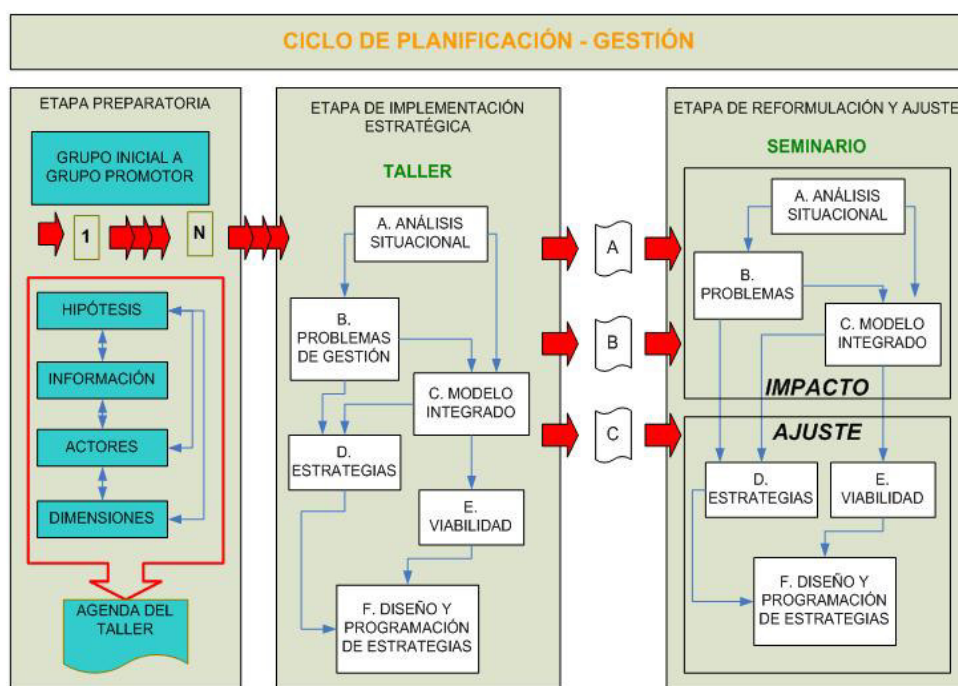 CICLO DE PLANIFICACIÓN - GESTIÓN
ETAPA PREPARATORIA
GRUPO INICIAL A
GRUPO PROMOTOR
1
N
HIPÓTESIS
INFORMACIÓN
ACTORES
DIMENSIONES
AGENDA DEL
TALLER
ETAPA DE IMPLEMENTACIÓN
ESTRATÉGICA
TALLER
A. ANÁLISIS
SITUACIONAL
B.
PROBLEMAS
DE GESTIÓN
C. MODELO
INTEGRADO
D.
ESTRATEGIAS
E.
VIABILIDAD
F. DISEÑO Y
PROGRAMACIÓN
DE ESTRATEGIAS
A
B
C
ETAPA DE REFORMULACIÓN Y AJUSTE
SEMINARIO
A. ANÁLISIS
SITUACIONAL
B.
PROBLEMAS
C. MODELO
INTEGRADO
IMPACTO
AJUSTE
D.
ESTRATEGIAS
E.
VIABILIDAD
F. DISEÑO Y
PROGRAMACIÓN
DE ESTRATEGIAS